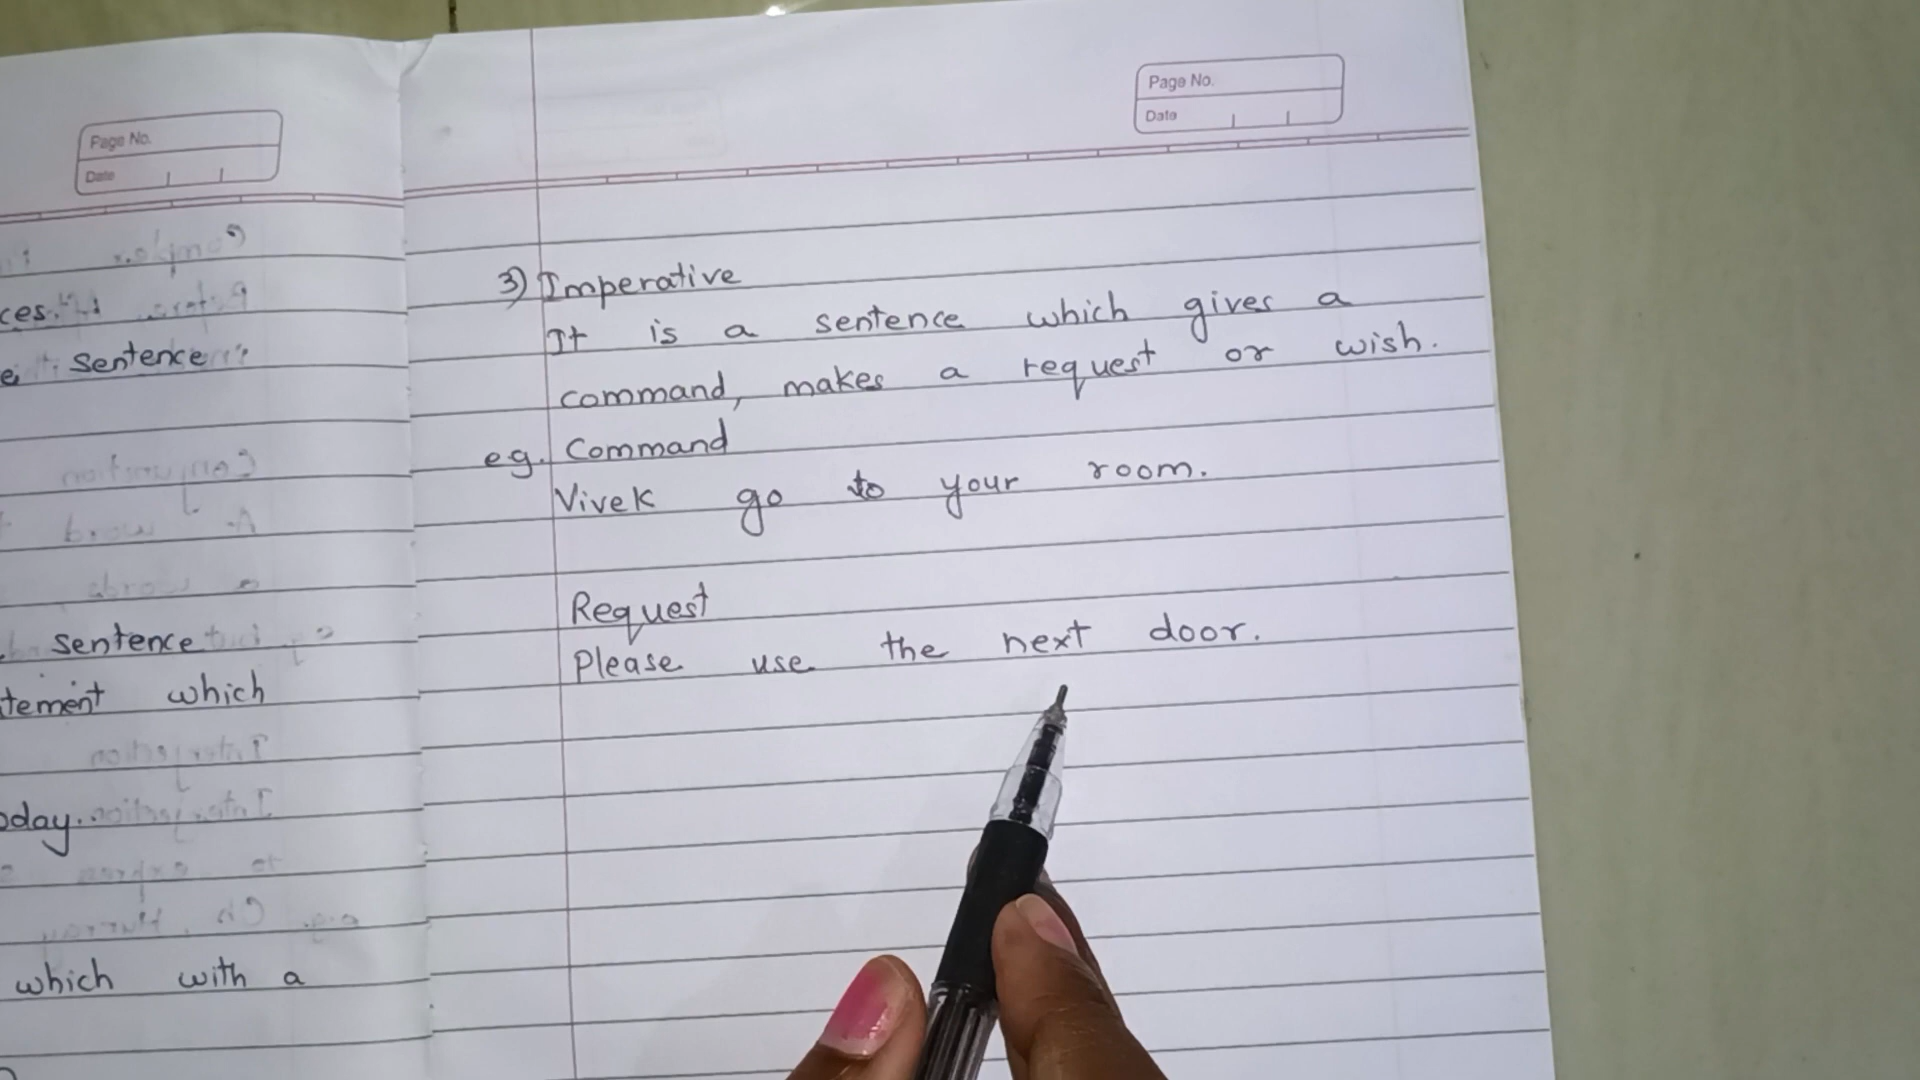 Page No.
Date
ces.
e sentence
sentence
tement which
oday.
which with a
Page No.
Date
3) Imperative
It is a sentence which gives a
command, makes a request or wish.
eg. Command
Vivek go to your room.
Request
Please use the next door.